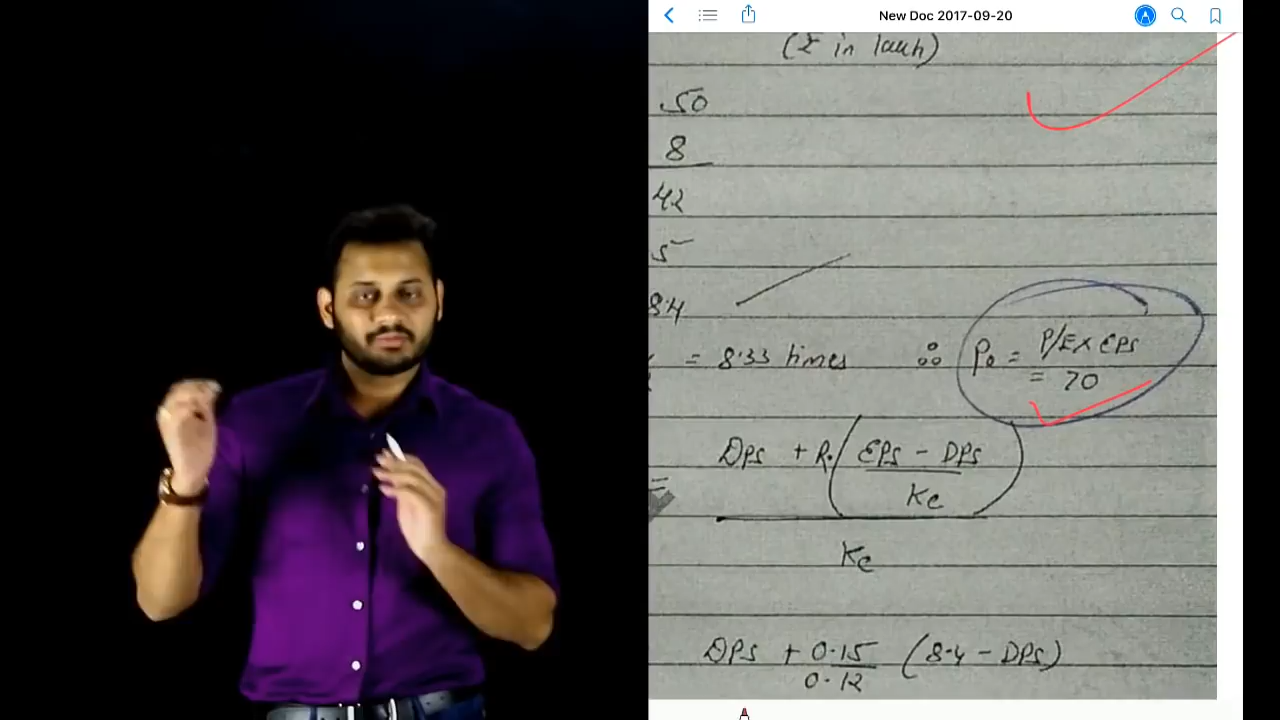 New Doc 2017-09-20
(₹ in lakh)
50
8
42
5
8.4
= 8.33 times ∴ P₀ = P/E x EPS
= 70
= DPS + R.( EPS - DPS
Ke )
Ke
DPS + 0.15 ( 8.4 - DPS)
0.12